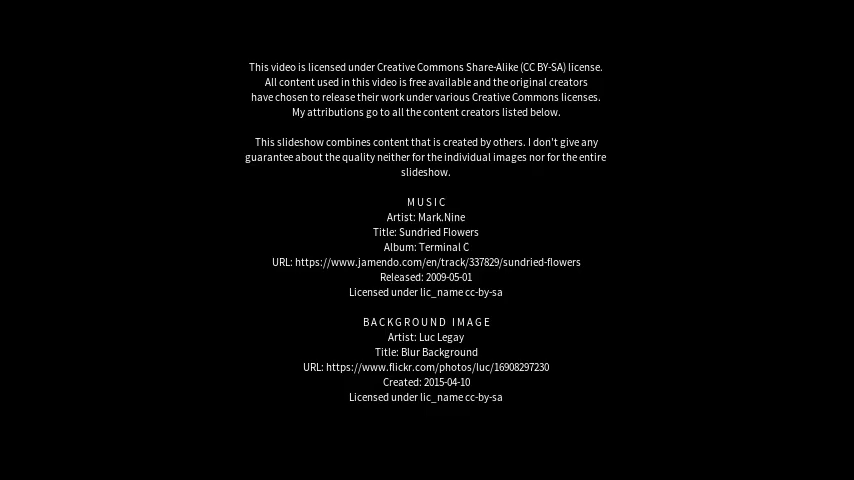 This video is licensed under Creative Commons Share-Alike (CC BY-SA) license.
All content used in this video is free available and the original creators
have chosen to release their work under various Creative Commons licenses.
My attributions go to all the content creators listed below.
This slideshow combines content that is created by others. I don't give any
guarantee about the quality neither for the individual images nor for the entire
slideshow.
MUSIC
Artist: Mark.Nine
Title: Sundried Flowers
Album: Terminal C
URL: https://www.jamendo.com/en/track/337829/sundried-flowers
Released: 2009-05-01
Licensed under lic_name cc-by-sa
BACKGROUND IMAGE
Artist: Luc Legay
Title: Blur Background
URL: https://www.flickr.com/photos/luc/16908297230
Created: 2015-04-10
Licensed under lic_name cc-by-sa